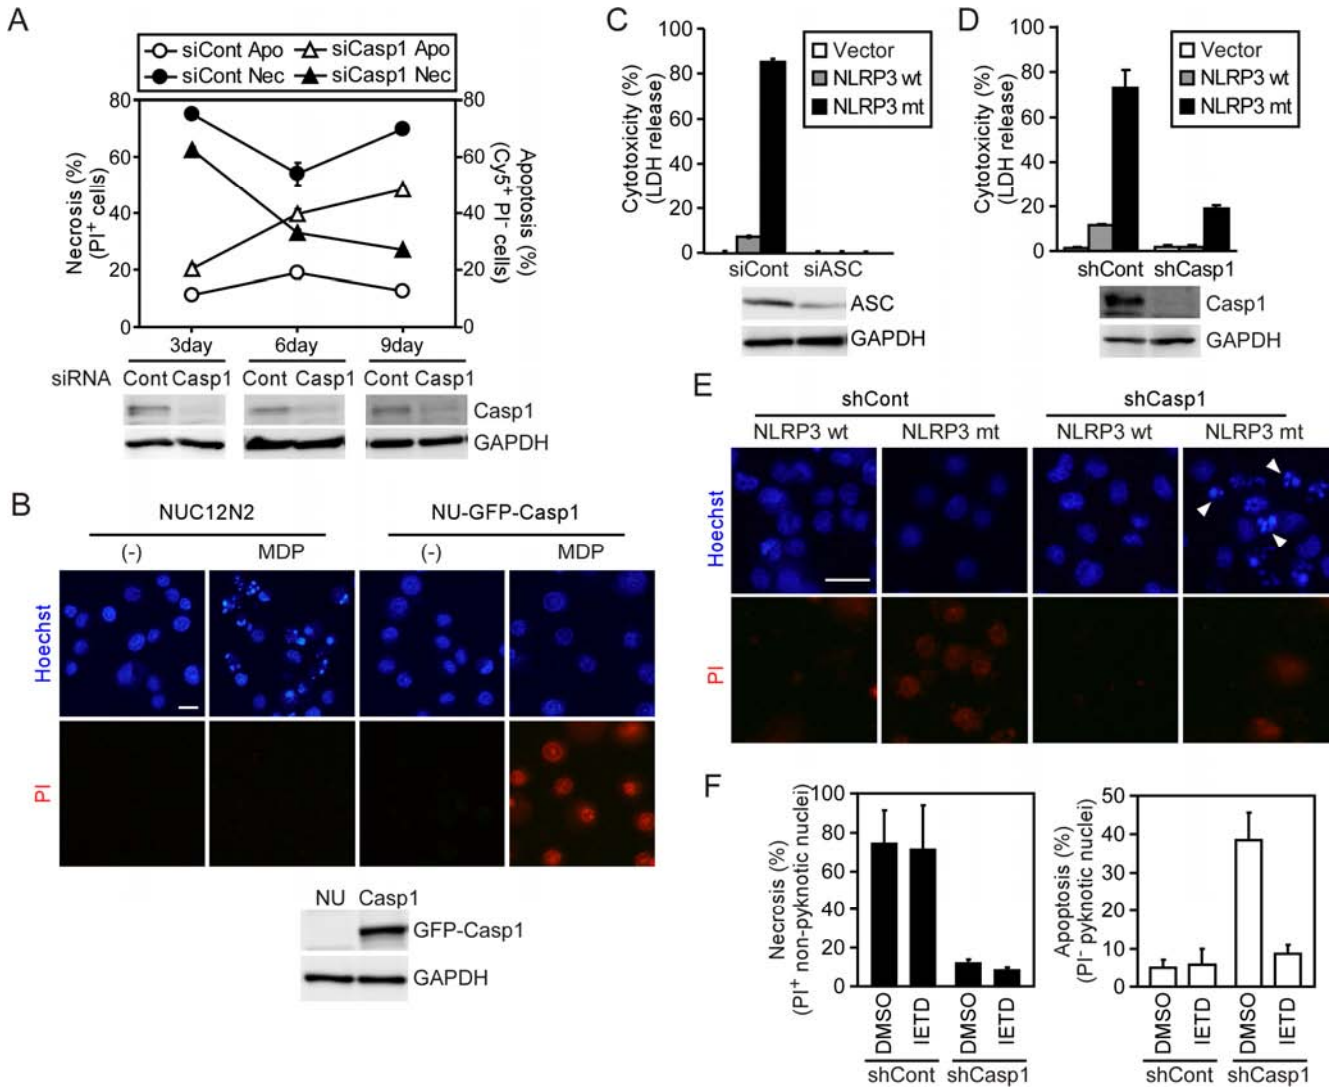 A
siCont Apo siCasp1 Apo
siCont Nec siCasp1 Nec
Necrosis (%)
(PI+ cells)
80
60
40
20
0
80
60
40
20
0
Apoptosis (%)
(Cy5+ PI- cells)
3day 6day 9day
siRNA Cont Casp1 Cont Casp1 Cont Casp1
Casp1
GAPDH
B
NUC12N2 NU-GFP-Casp1
(-) MDP (-) MDP
Hoechst
PI
NU Casp1
GFP-Casp1
GAPDH
C
Cytotoxicity (%)
(LDH release)
100
80
60
40
20
0
Vector
NLRP3 wt
NLRP3 mt
siCont siASC
ASC
GAPDH
D
Cytotoxicity (%)
(LDH release)
100
80
60
40
20
0
Vector
NLRP3 wt
NLRP3 mt
shCont shCasp1
Casp1
GAPDH
E
shCont shCasp1
NLRP3 wt NLRP3 mt NLRP3 wt NLRP3 mt
Hoechst
PI
F
Necrosis (%)
(PI+ non-pyknotic nuclei)
100
80
60
40
20
0
DMSO IETD DMSO IETD
shCont shCasp1
Apoptosis (%)
(PI- pyknotic nuclei)
50
40
30
20
10
0
DMSO IETD DMSO IETD
shCont shCasp1